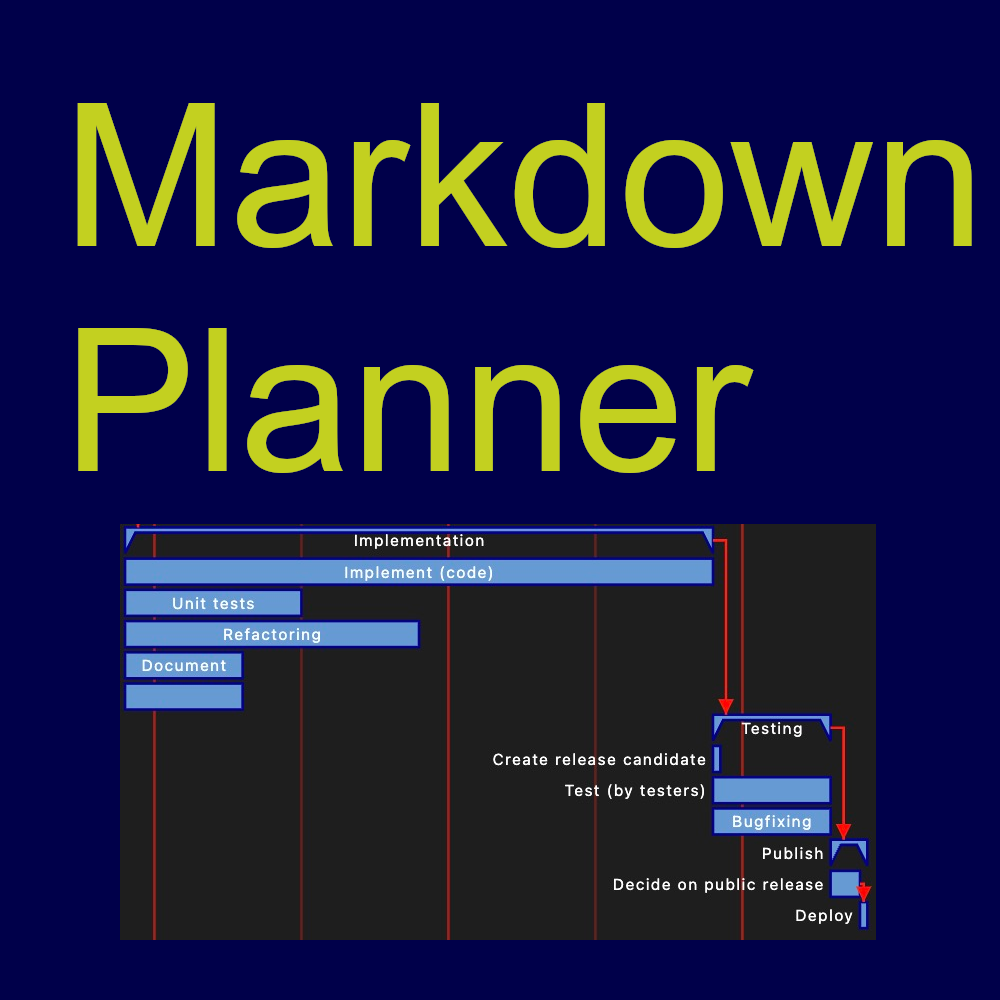 Markdown
Planner
Implementation
Implement (code)
Unit tests
Refactoring
Document
Testing
Create release candidate
Test (by testers)
Bugfixing
Publish
Decide on public release
Deploy